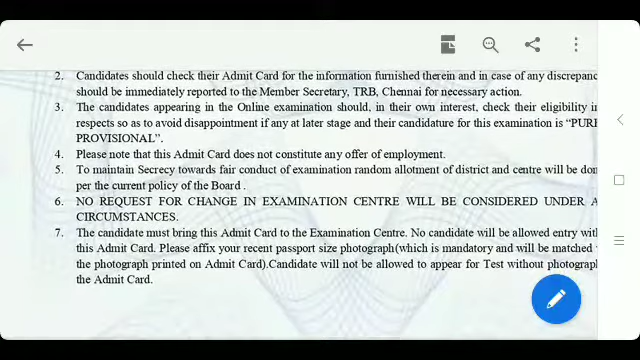 2. Candidates should check their Admit Card for the information furnished therein and in case of any discrepanc
should be immediately reported to the Member Secretary, TRB, Chennai for necessary action.
3. The candidates appearing in the Online examination should, in their own interest, check their eligibility in
respects so as to avoid disappointment if any at later stage and their candidature for this examination is “PURE
PROVISIONAL”.
4. Please note that this Admit Card does not constitute any offer of employment.
5. To maintain Secrecy towards fair conduct of examination random allotment of district and centre will be don
per the current policy of the Board .
6. NO REQUEST FOR CHANGE IN EXAMINATION CENTRE WILL BE CONSIDERED UNDER A
CIRCUMSTANCES.
7. The candidate must bring this Admit Card to the Examination Centre. No candidate will be allowed entry with
this Admit Card. Please affix your recent passport size photograph(which is mandatory and will be matched
the photograph printed on Admit Card).Candidate will not be allowed to appear for Test without photograph
the Admit Card.